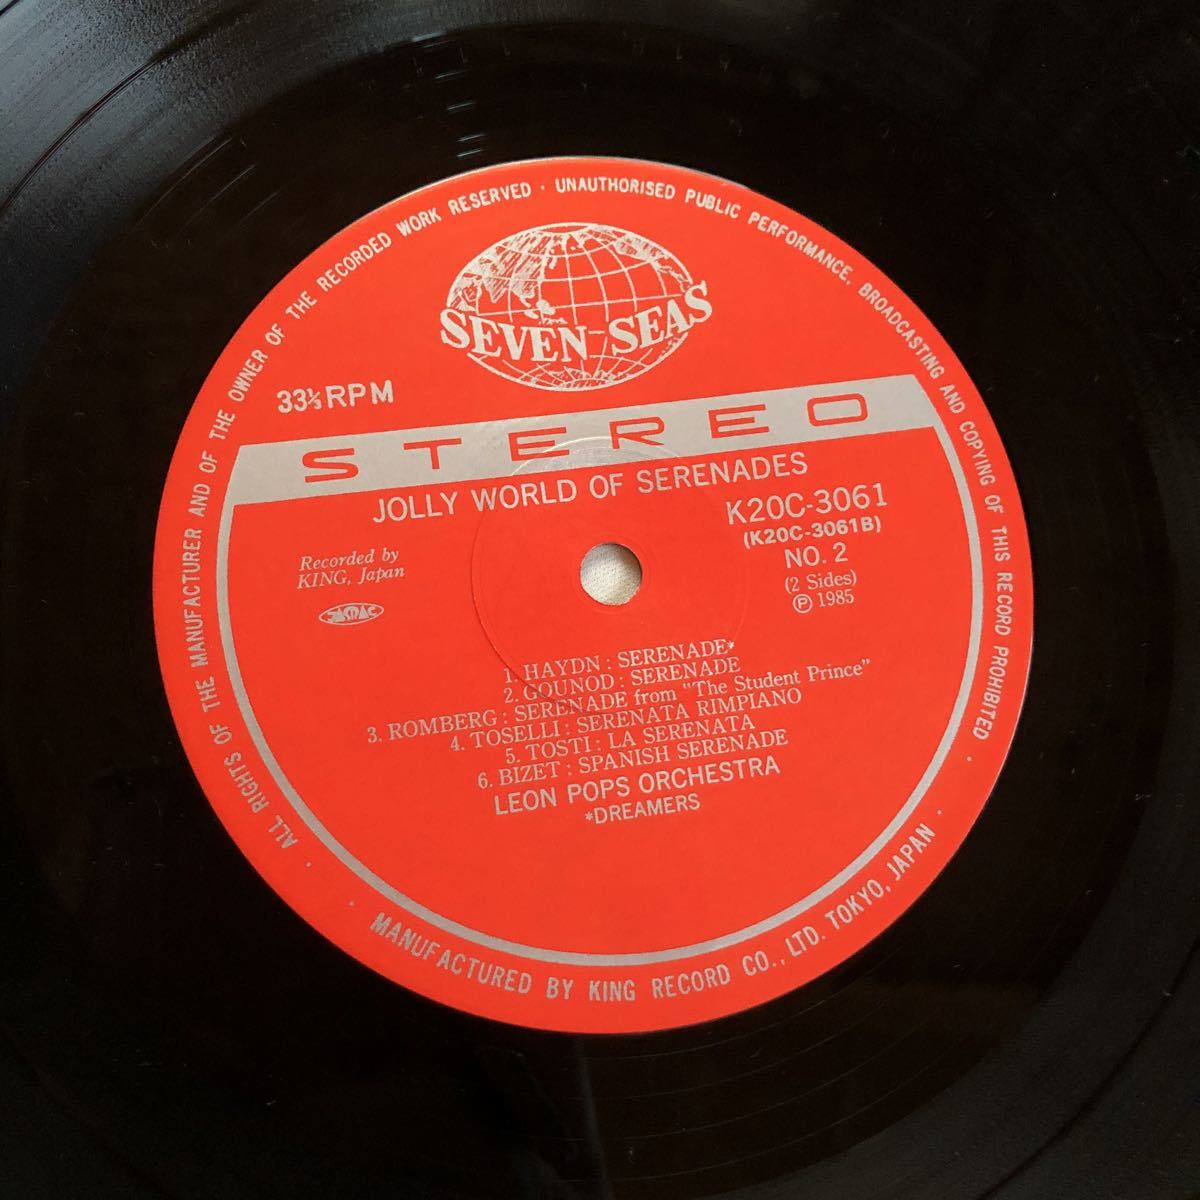 ALL RIGHTS OF THE MANUFACTURER AND OF THE OWNER OF THE RECORDED WORK RESERVED · UNAUTHORISED PUBLIC PERFORMANCE, BROADCASTING AND COPYING OF THIS RECORD PROHIBITED ·
SEVEN SEAS
33⅓ RPM
STEREO
JOLLY WORLD OF SERENADES
K20C-3061
(K20C-3061B)
NO. 2
(2 Sides)
Ⓟ 1985
Recorded by
KING, Japan
JASRAC
1. HAYDN : SERENADE*
2. GOUNOD : SERENADE
3. ROMBERG : SERENADE from "The Student Prince"
4. TOSELLI : SERENATA RIMPIANO
5. TOSTI : LA SERENATA
6. BIZET : SPANISH SERENADE
LEON POPS ORCHESTRA
*DREAMERS
· MANUFACTURED BY KING RECORD CO., LTD. TOKYO, JAPAN ·